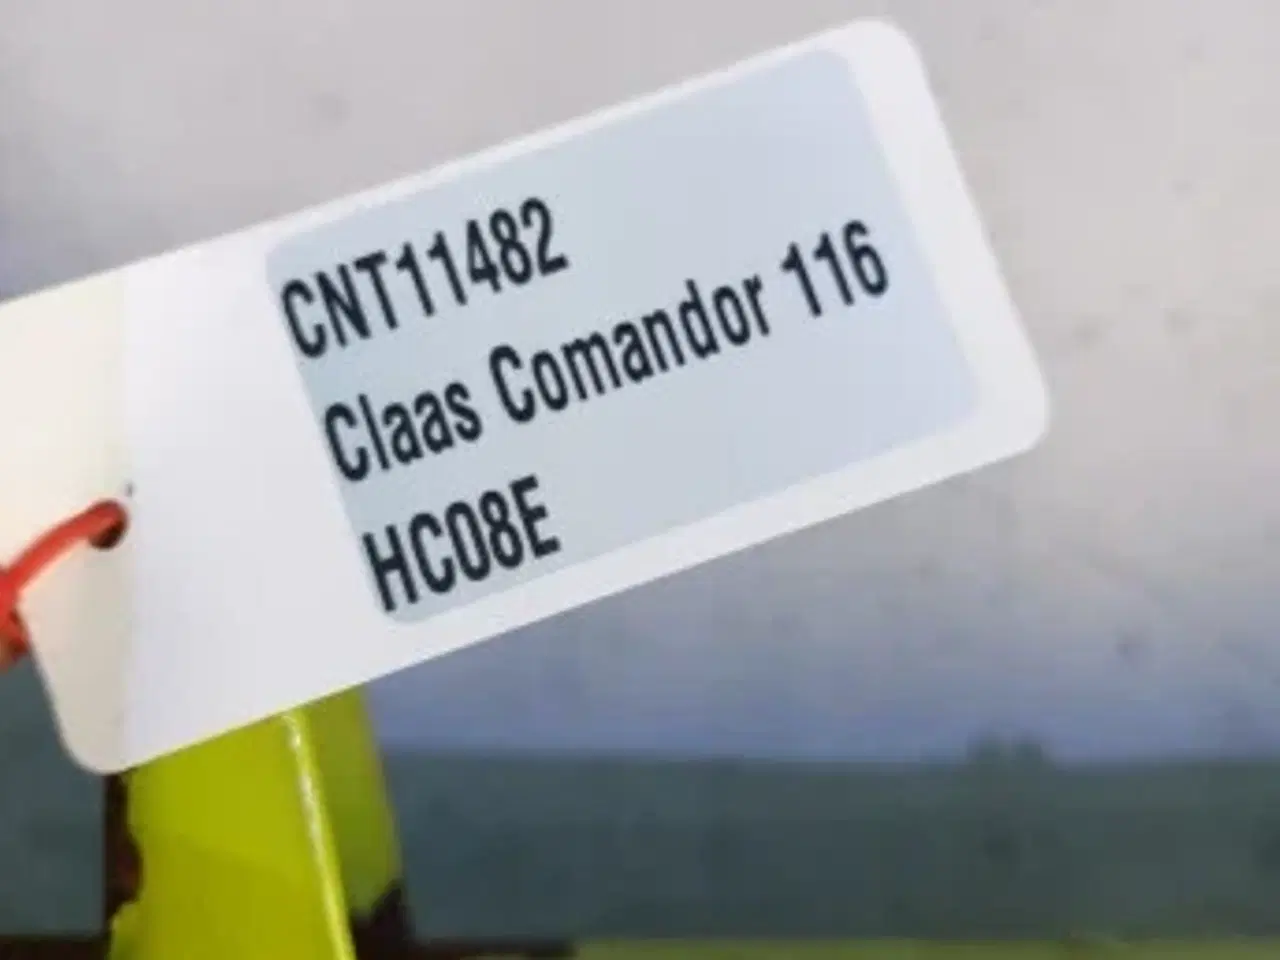 CNT11482
Claas Comandor 116
HC08E